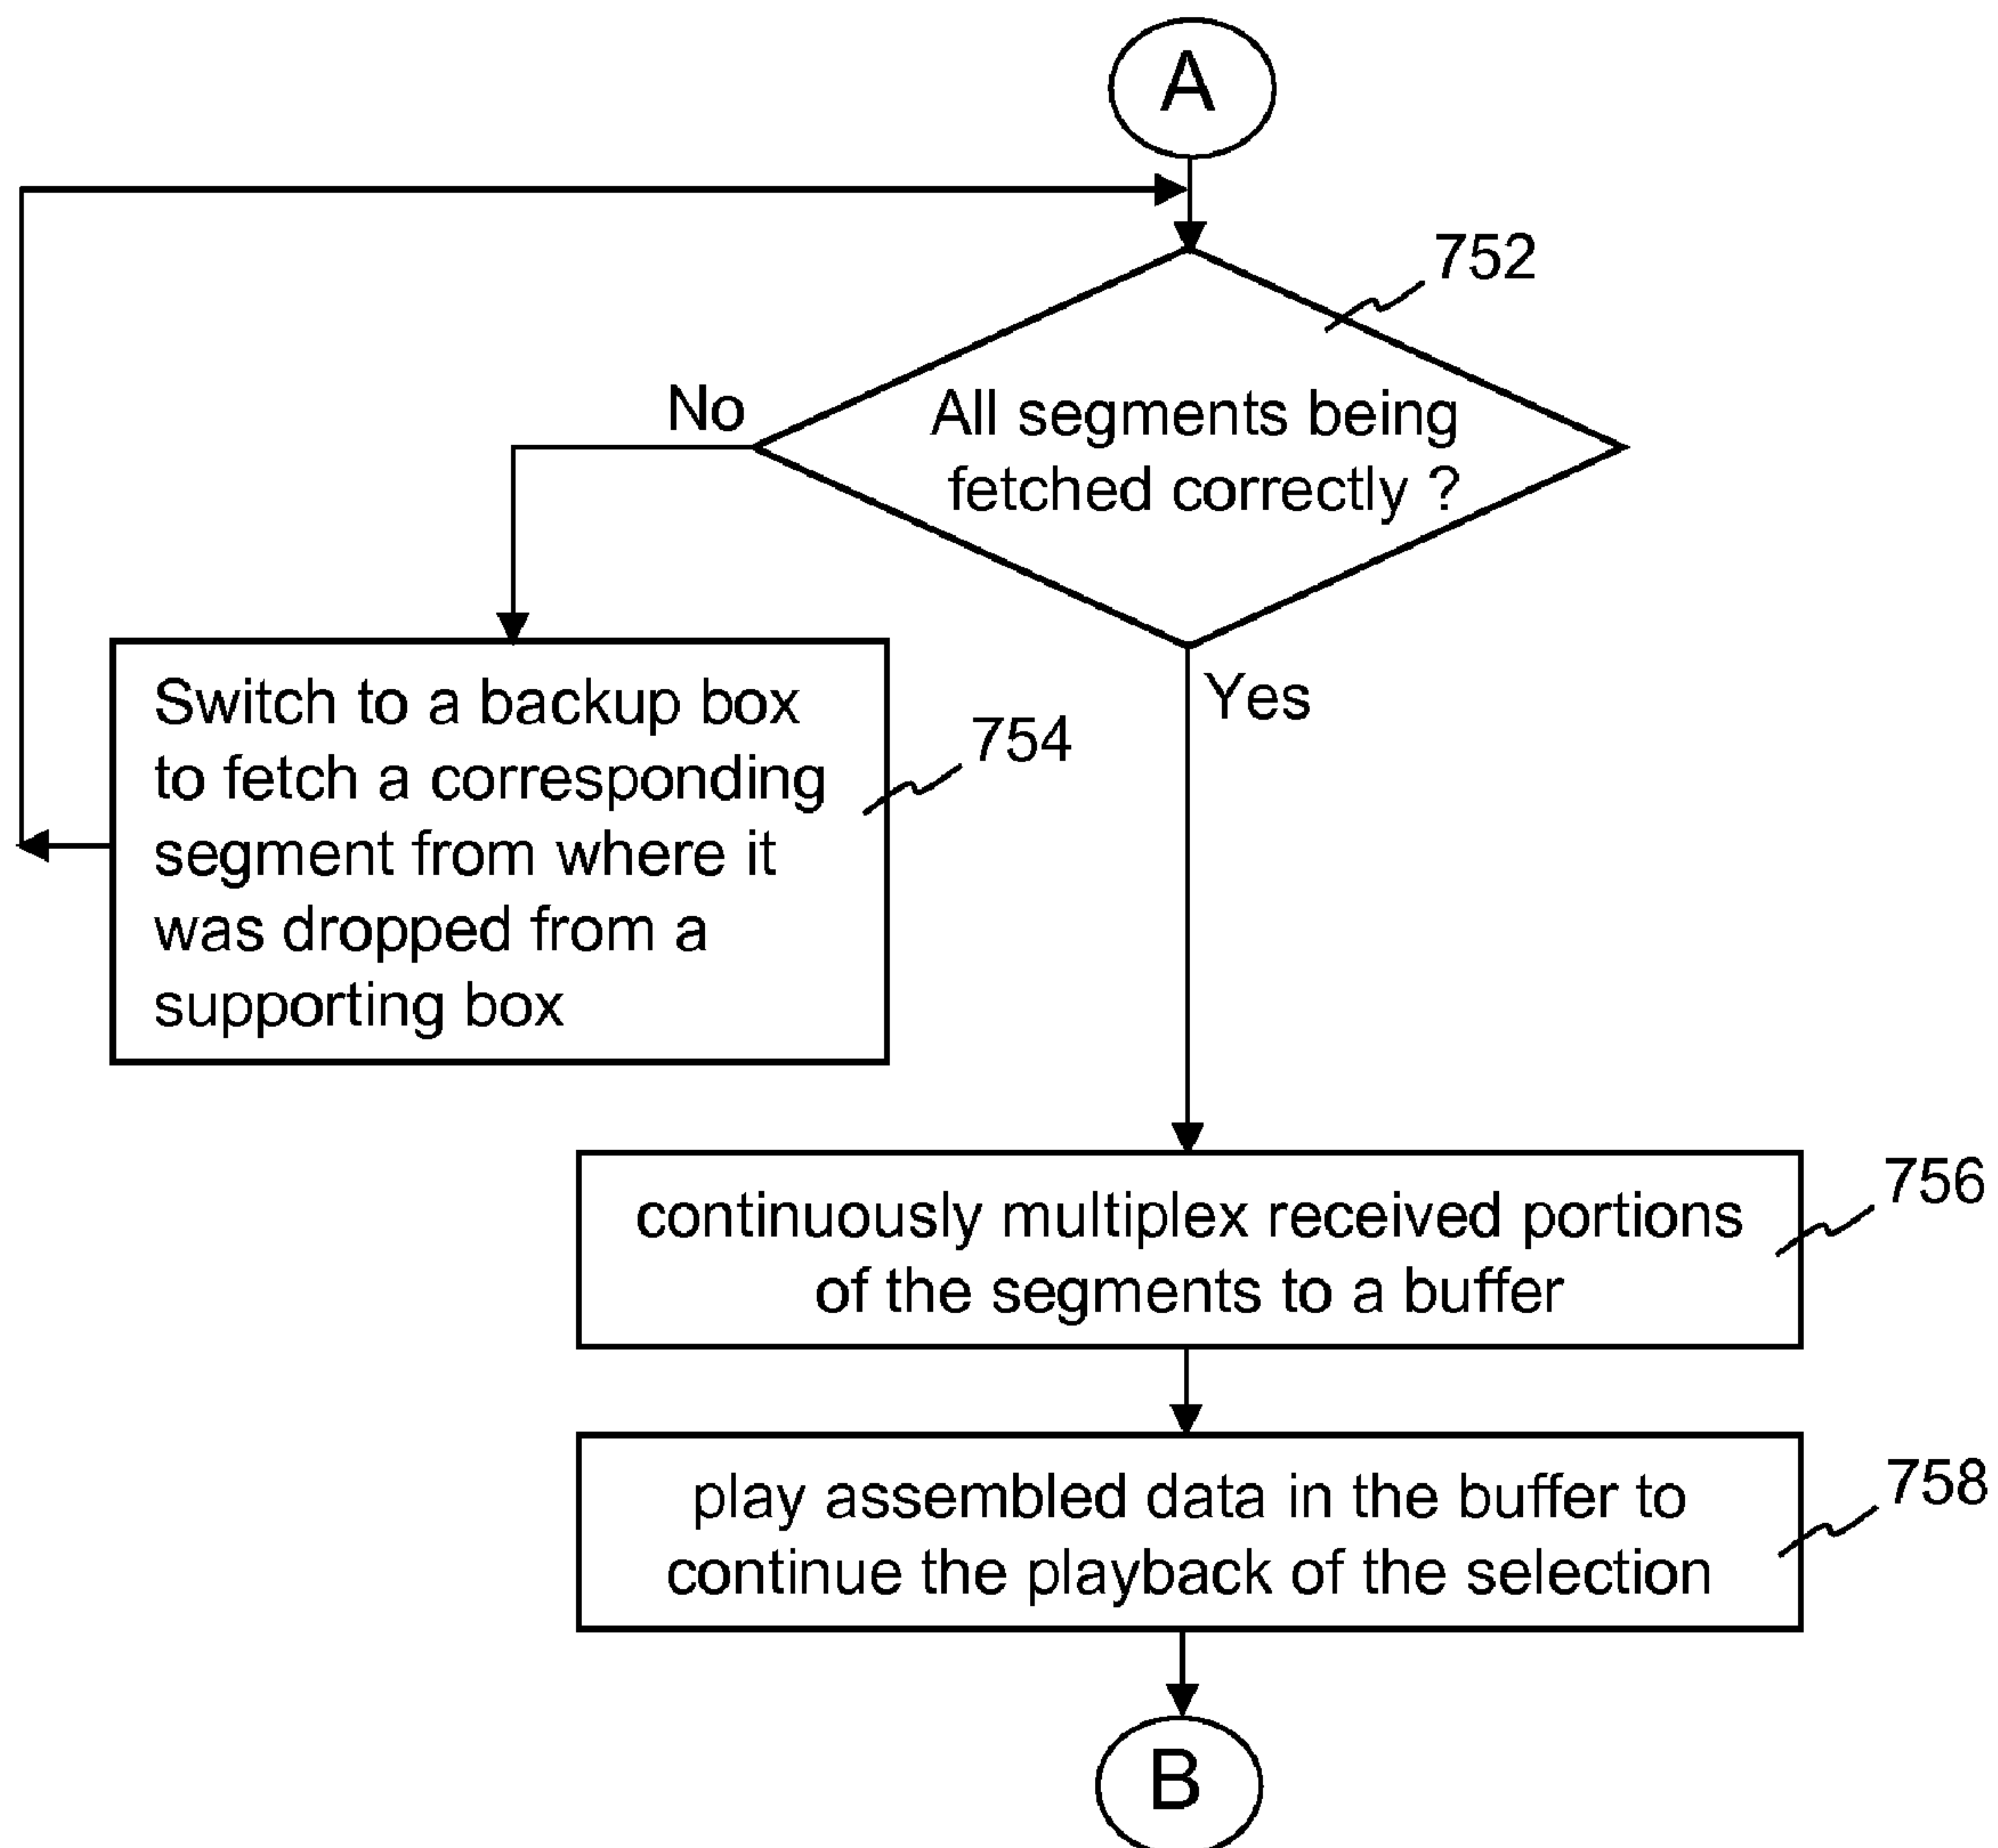 A
752
All segments being
fetched correctly ?
No
Yes
Switch to a backup box
to fetch a corresponding
segment from where it
was dropped from a
supporting box
754
continuously multiplex received portions
of the segments to a buffer
756
play assembled data in the buffer to
continue the playback of the selection
758
B